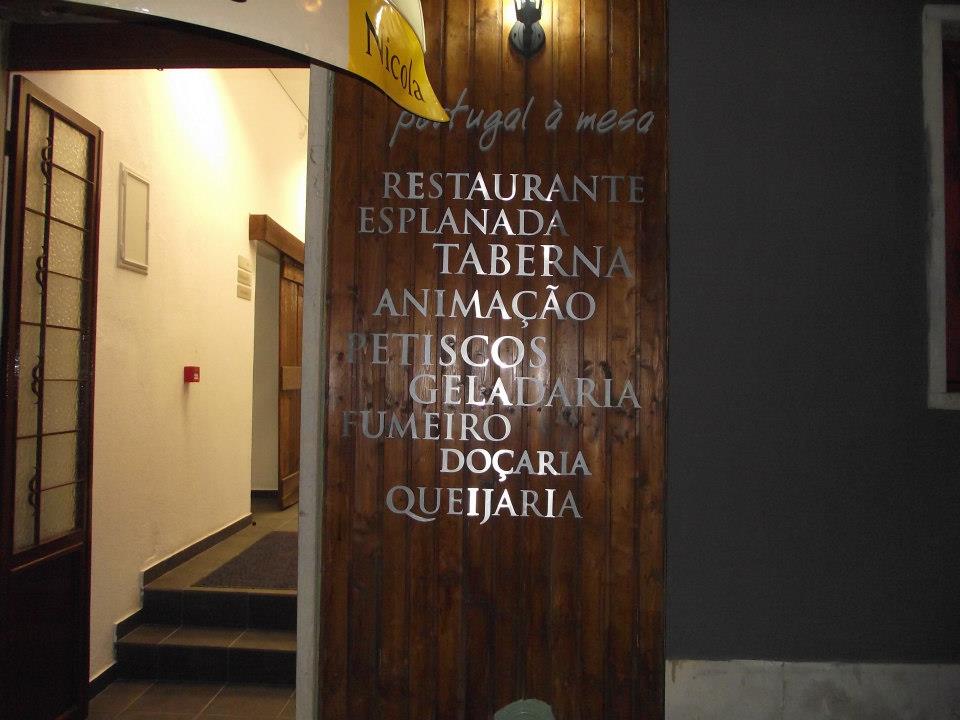 Nicola
portugal à mesa
RESTAURANTE
ESPLANADA
TABERNA
ANIMAÇÃO
PETISCOS
GELADARIA
FUMEIRO
DOÇARIA
QUEIJARIA